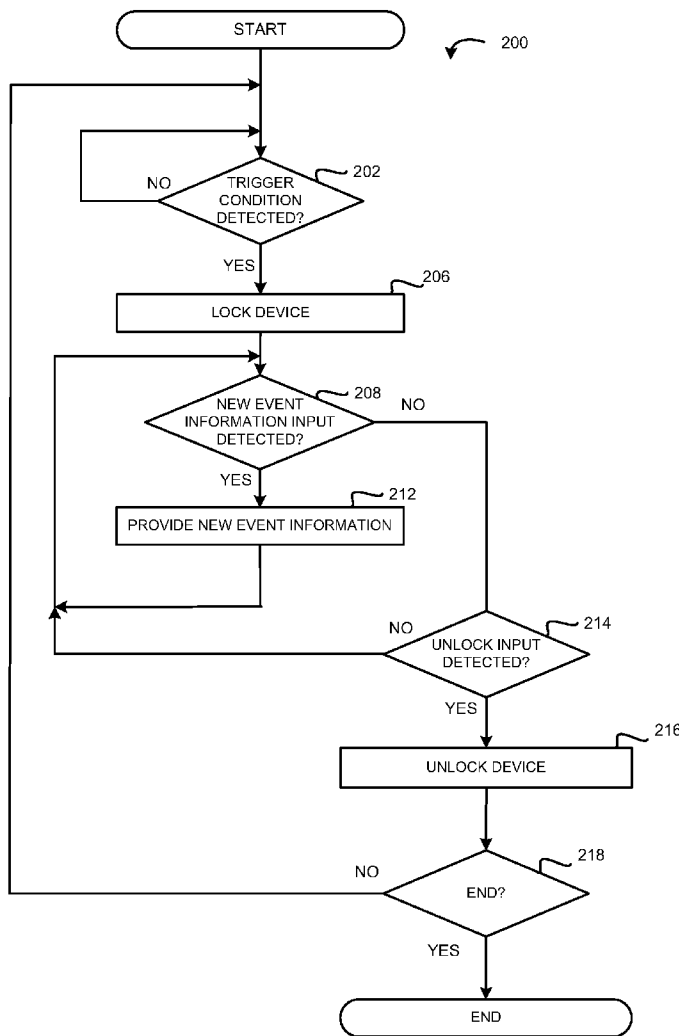 START
200
202
NO
TRIGGER
CONDITION
DETECTED?
YES
206
LOCK DEVICE
208
NEW EVENT
INFORMATION INPUT
DETECTED?
NO
YES
212
PROVIDE NEW EVENT INFORMATION
214
NO
UNLOCK INPUT
DETECTED?
YES
216
UNLOCK DEVICE
218
NO
END?
YES
END